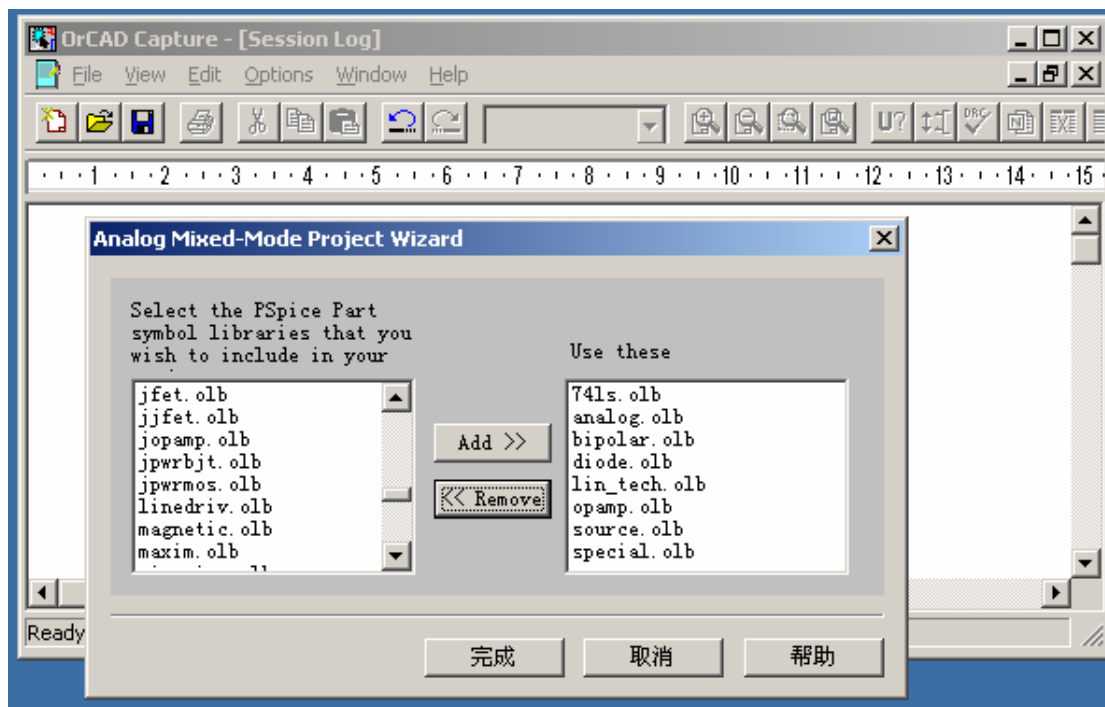 OrCAD Capture - [Session Log]
File View Edit Options Window Help
U? DRC
1 2 3 4 5 6 7 8 9 10 11 12 13 14 15
Analog Mixed-Mode Project Wizard
Select the PSpice Part
symbol libraries that you
wish to include in your
Use these
jfet.olb
jjfet.olb
jopamp.olb
jpwrbjt.olb
jpwrmos.olb
linedriv.olb
magnetic.olb
maxim.olb
Add >>
<< Remove
74ls.olb
analog.olb
bipolar.olb
diode.olb
lin_tech.olb
opamp.olb
source.olb
special.olb
Ready
完成 取消 帮助